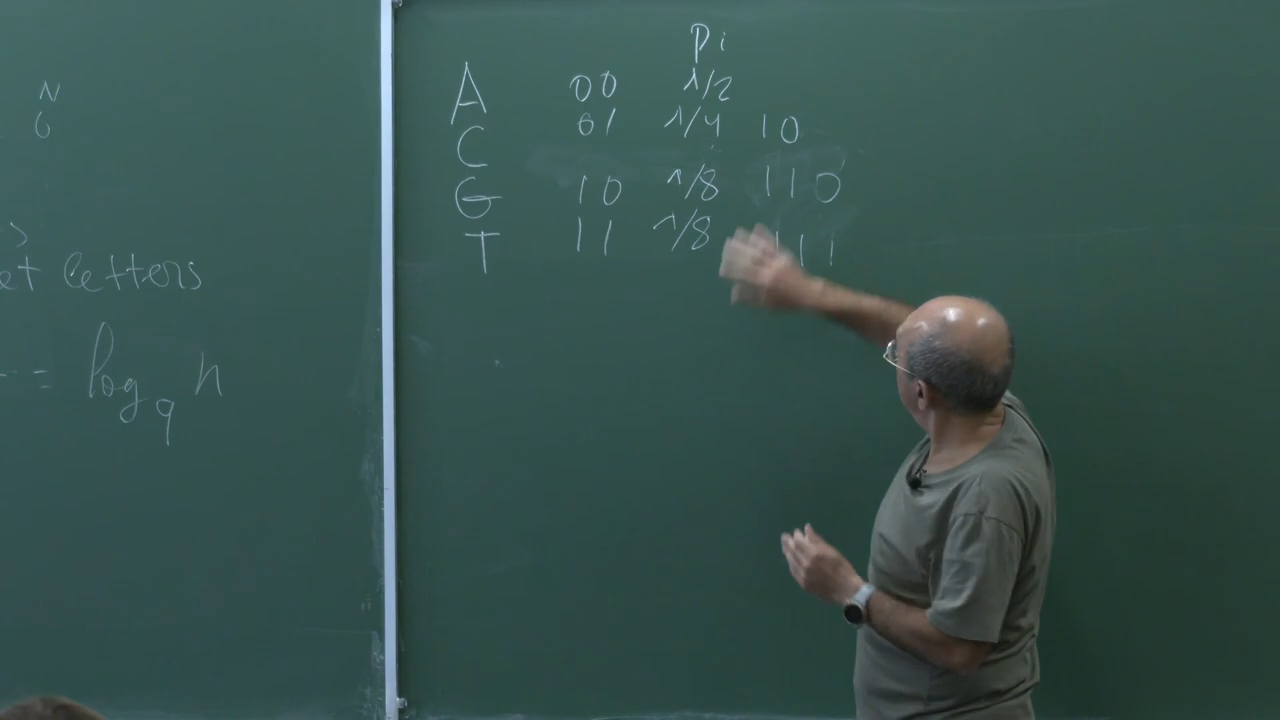 N
6
et letters
= log_q n
Pi
A 00 1/2
C 01 1/4 10
G 10 1/8 110
T 11 1/8 111